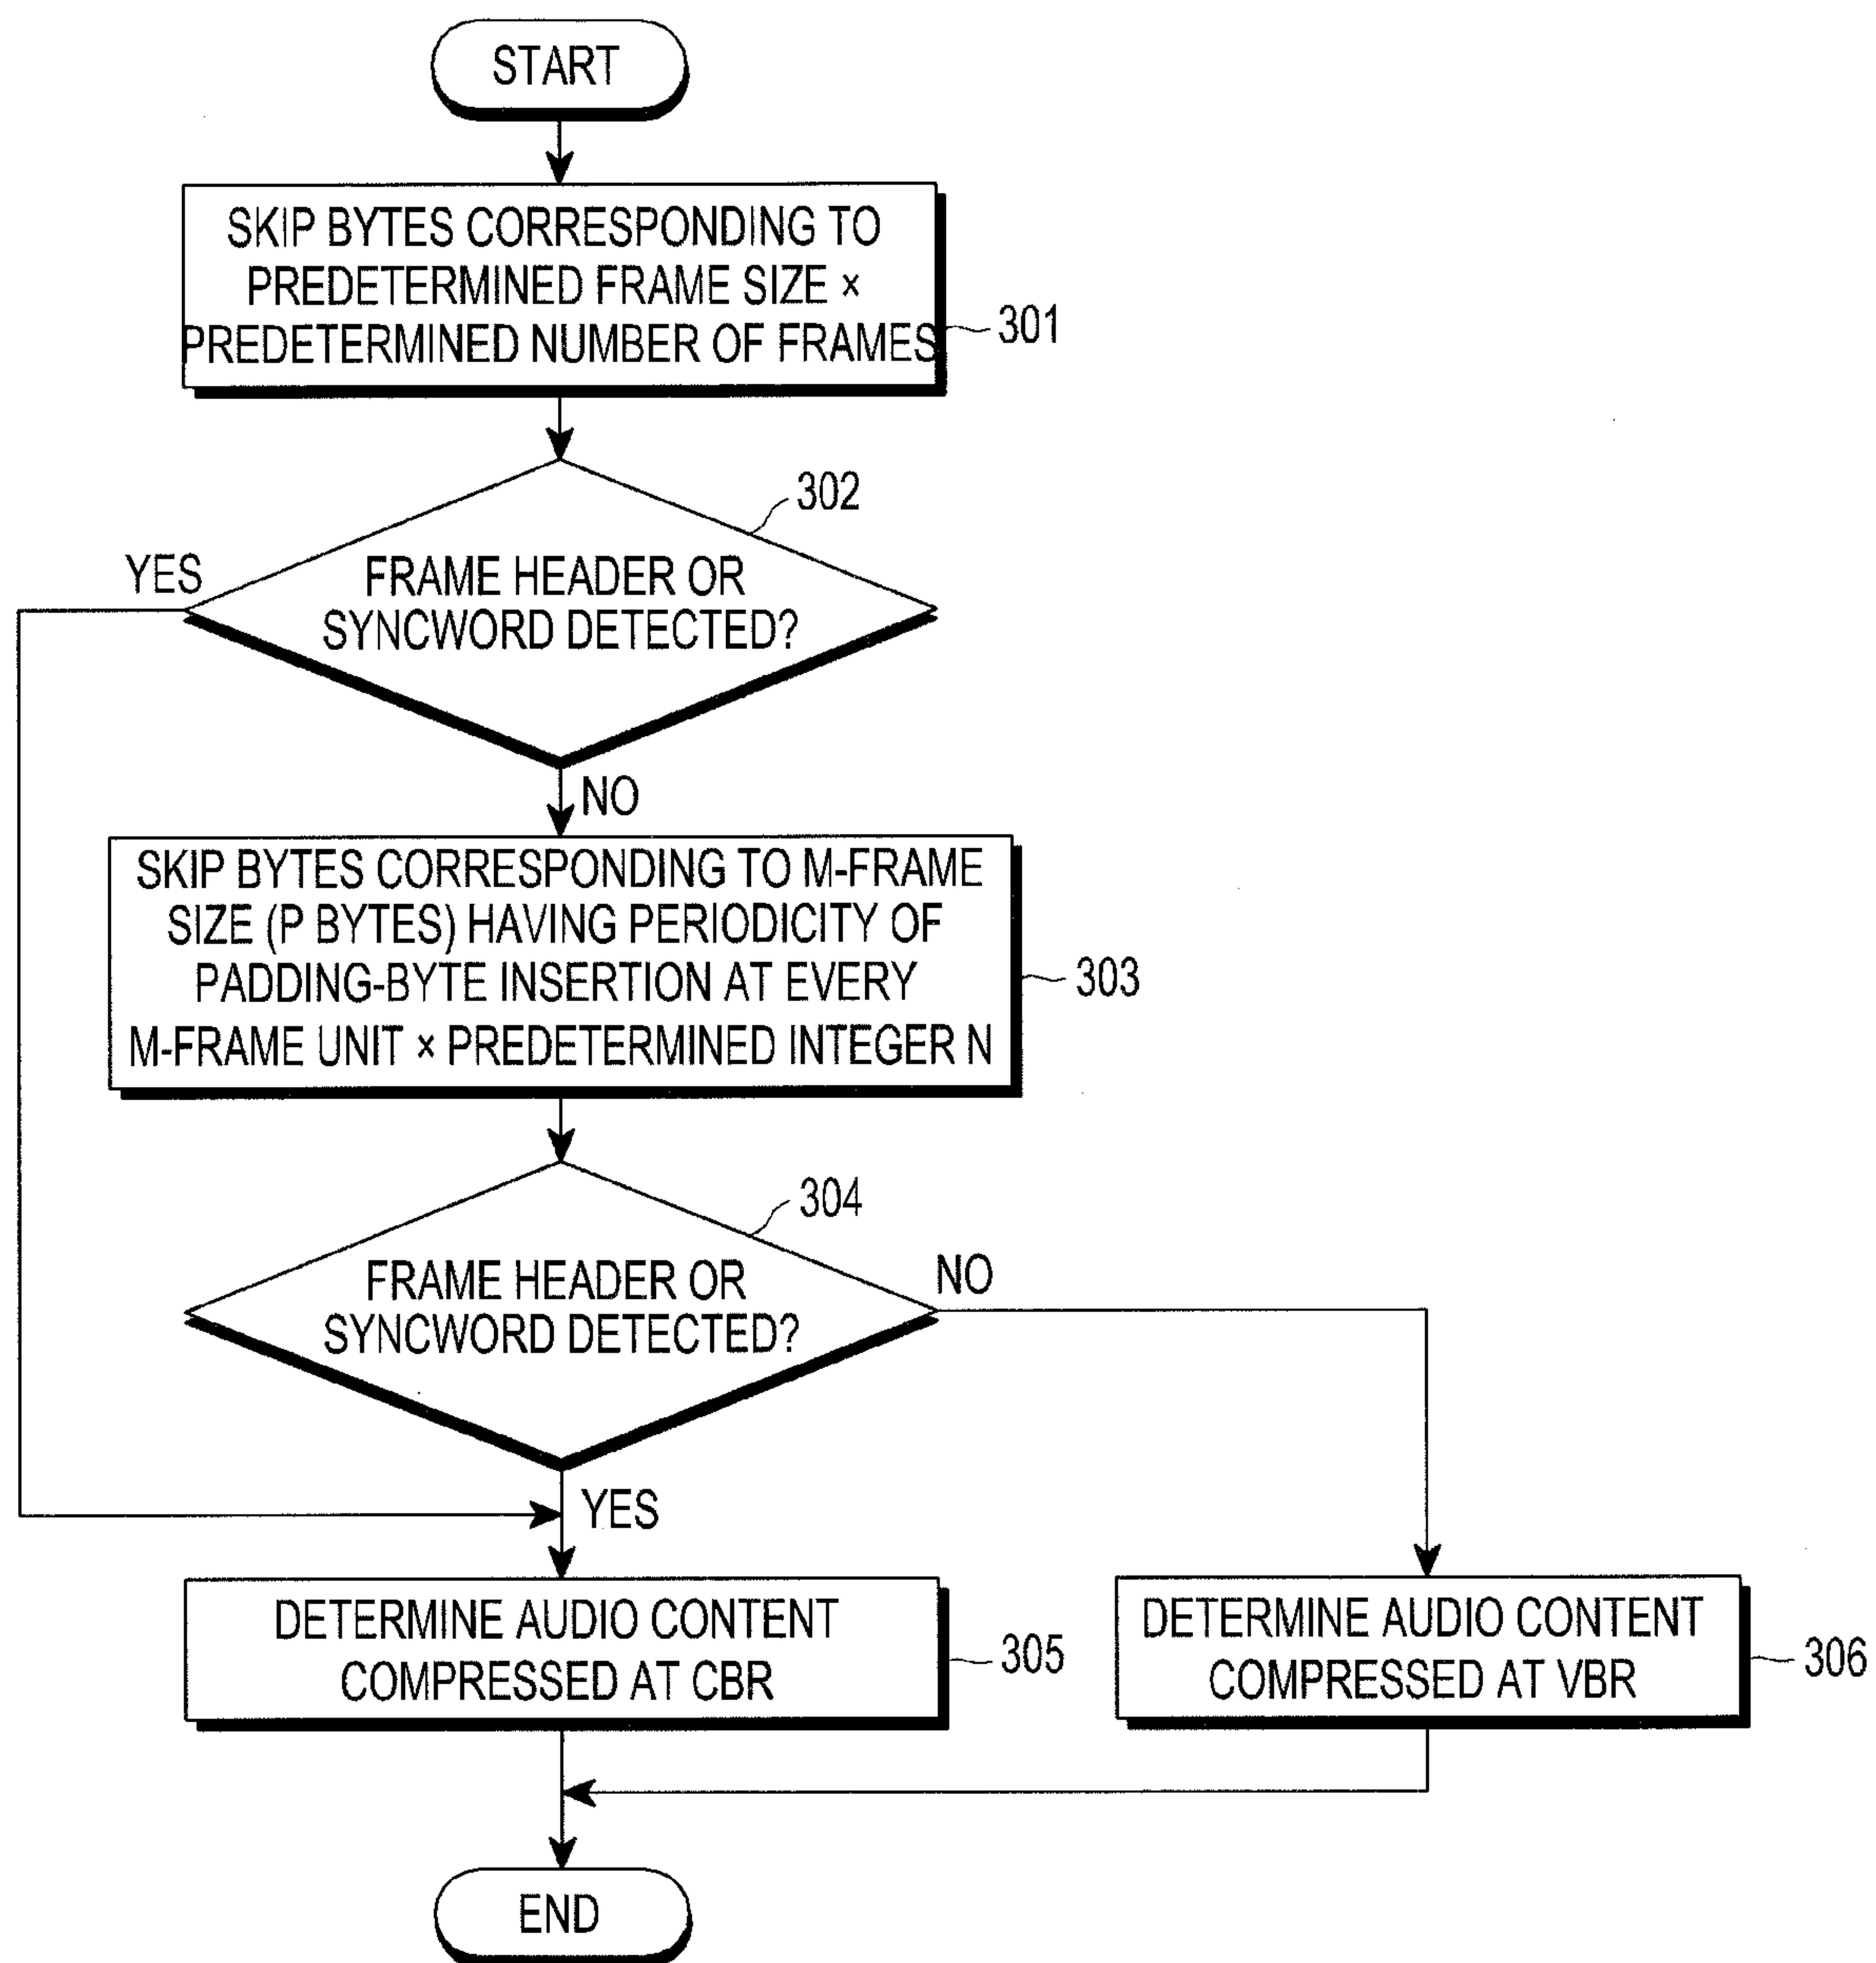 START
SKIP BYTES CORRESPONDING TO
PREDETERMINED FRAME SIZE ×
PREDETERMINED NUMBER OF FRAMES
301
302
YES
FRAME HEADER OR
SYNCWORD DETECTED?
NO
SKIP BYTES CORRESPONDING TO M-FRAME
SIZE (P BYTES) HAVING PERIODICITY OF
PADDING-BYTE INSERTION AT EVERY
M-FRAME UNIT × PREDETERMINED INTEGER N
303
304
FRAME HEADER OR
SYNCWORD DETECTED?
NO
YES
DETERMINE AUDIO CONTENT
COMPRESSED AT CBR
305
DETERMINE AUDIO CONTENT
COMPRESSED AT VBR
306
END